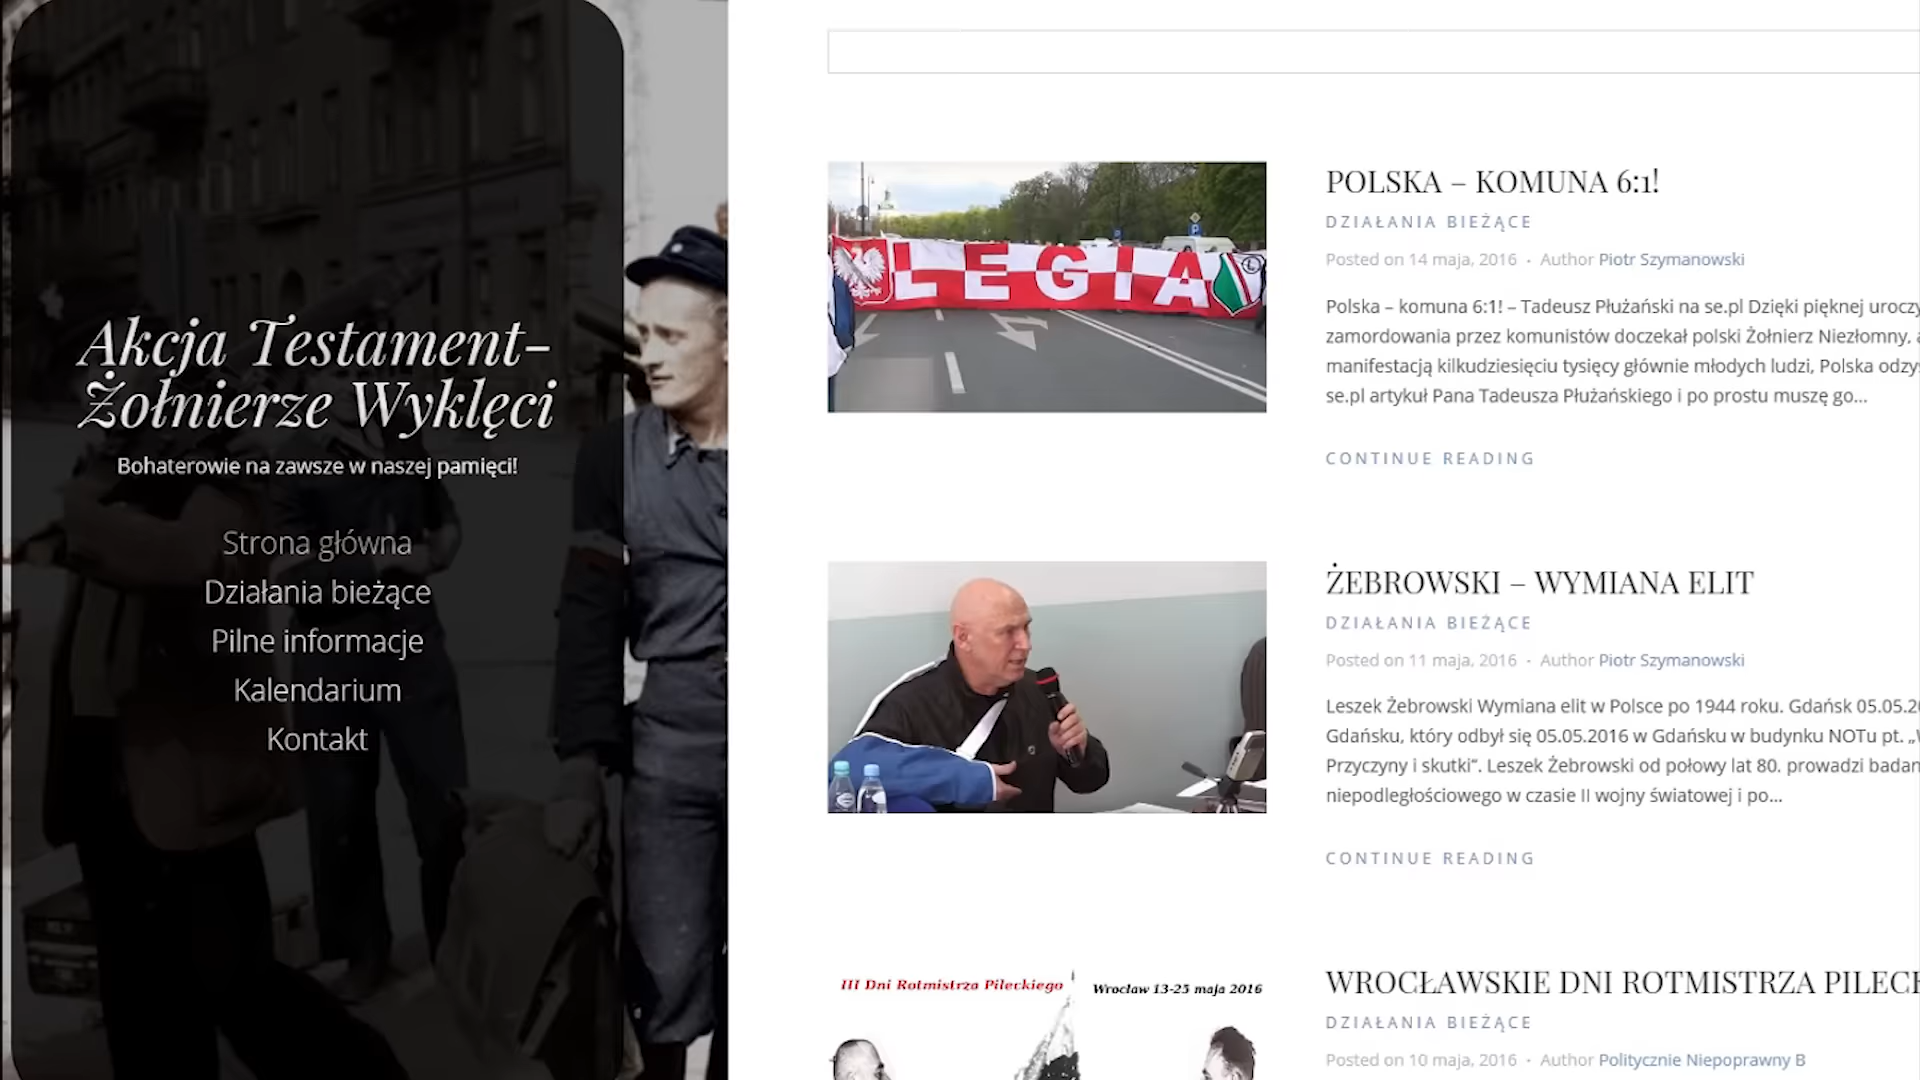 Akcja Testament-
Żołnierze Wyklęci
Bohaterowie na zawsze w naszej pamięci!
Strona główna
Działania bieżące
Pilne informacje
Kalendarium
Kontakt
LEGIA
POLSKA – KOMUNA 6:1!
DZIAŁANIA BIEŻĄCE
Posted on 14 maja, 2016 · Author Piotr Szymanowski
Polska – komuna 6:1! – Tadeusz Płużański na se.pl Dzięki pięknej
zamordowania przez komunistów doczekał polski Żołnierz Niezłomny,
manifestacją kilkudziesięciu tysięcy głównie młodych ludzi, Polska
se.pl artykuł Pana Tadeusza Płużańskiego i po prostu muszę go...
CONTINUE READING
ŻEBROWSKI – WYMIANA ELIT
DZIAŁANIA BIEŻĄCE
Posted on 11 maja, 2016 · Author Piotr Szymanowski
Leszek Żebrowski Wymiana elit w Polsce po 1944 roku. Gdańsk
Gdańsku, który odbył się 05.05.2016 w Gdańsku w budynku NOTu pt.
Przyczyny i skutki". Leszek Żebrowski od połowy lat 80. prowadzi
niepodległościowego w czasie II wojny światowej i po...
CONTINUE READING
III Dni Rotmistrza Pileckiego
Wrocław 13-25 maja 2016
WROCŁAWSKIE DNI ROTMISTRZA
DZIAŁANIA BIEŻĄCE
Posted on 10 maja, 2016 · Author Politycznie Niepoprawny B